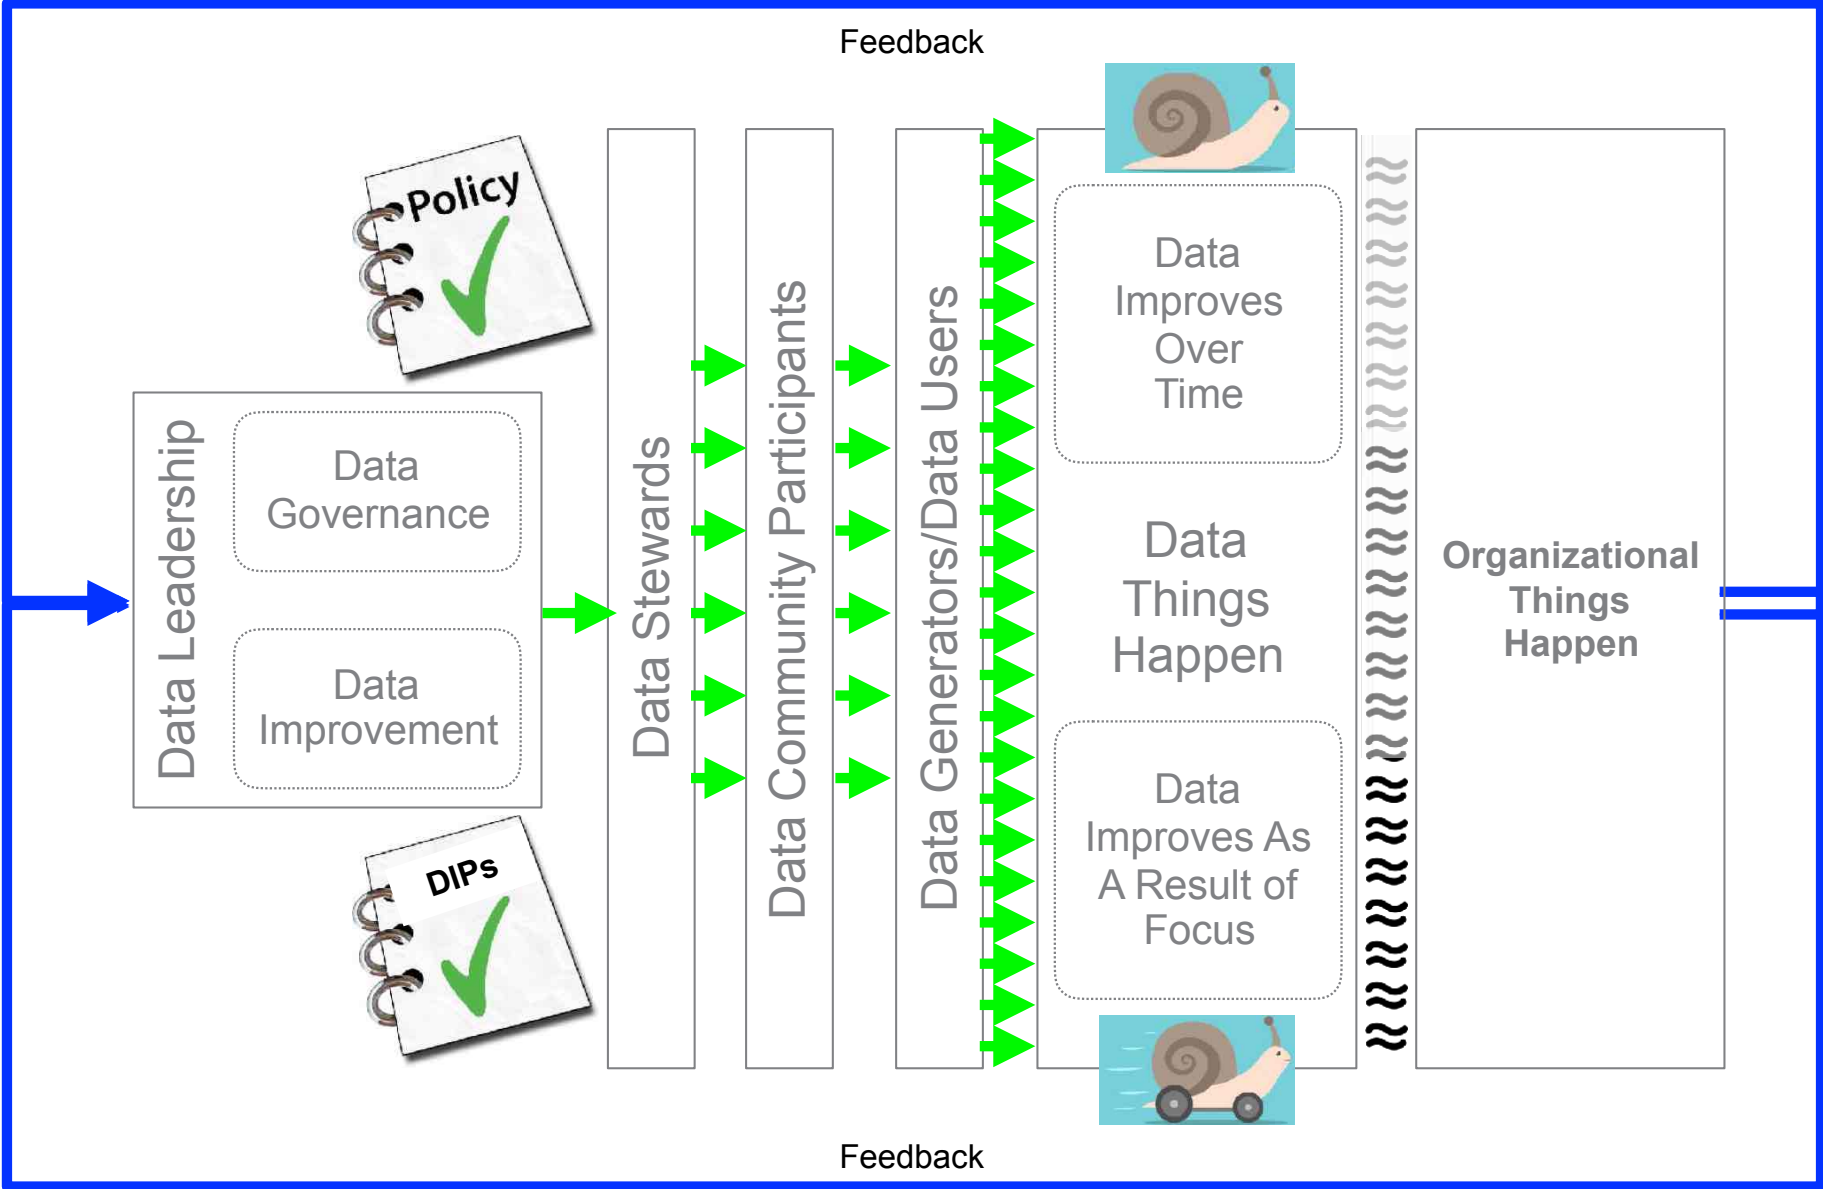 Feedback
Policy
Data Leadership
Data
Governance
Data
Improvement
DIPs
Data Stewards
Data Community Participants
Data Generators/Data Users
Data
Improves
Over
Time
Data
Things
Happen
Data
Improves As
A Result of
Focus
Organizational
Things
Happen
Feedback